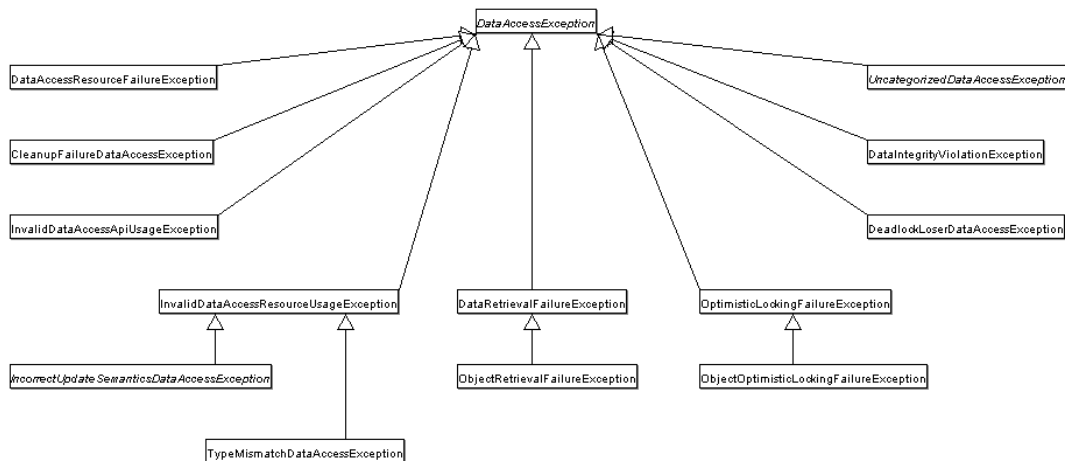 DataAccessException
DataAccessResourceFailureException
UncategorizedDataAccessException
CleanupFailureDataAccessException
DataIntegrityViolationException
InvalidDataAccessApiUsageException
DeadlockLoserDataAccessException
InvalidDataAccessResourceUsageException
DataRetrievalFailureException
OptimisticLockingFailureException
IncorrectUpdateSemanticsDataAccessException
ObjectRetrievalFailureException
ObjectOptimisticLockingFailureException
TypeMismatchDataAccessException